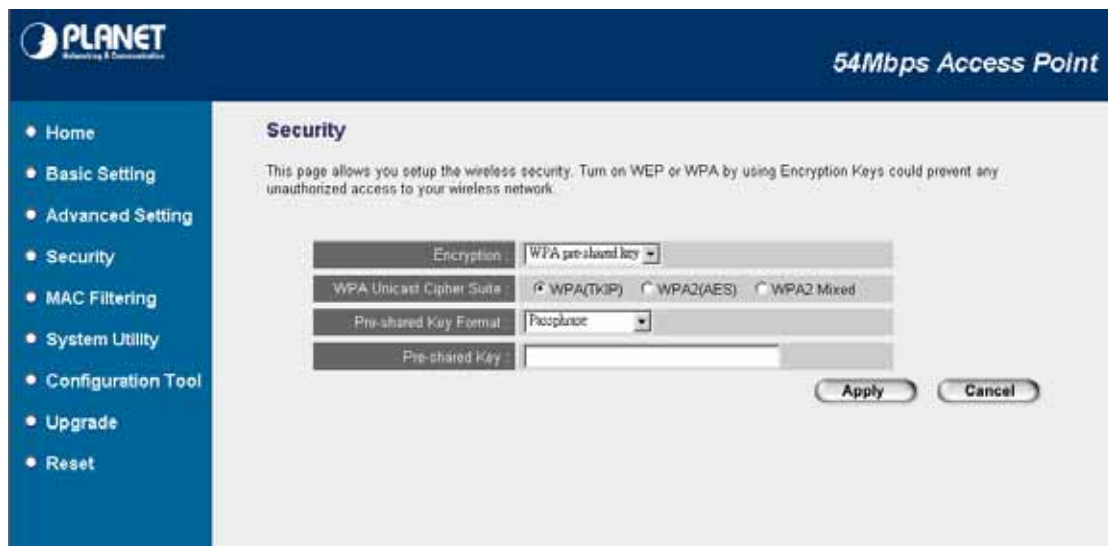 PLANET
Networking & Communication
54Mbps Access Point
Home
Basic Setting
Advanced Setting
Security
MAC Filtering
System Utility
Configuration Tool
Upgrade
Reset
Security
This page allows you setup the wireless security. Turn on WEP or WPA by using Encryption Keys could prevent any
unauthorized access to your wireless network.
Encryption : WPA pre-shared key
WPA Unicast Cipher Suite : WPA(TKIP) WPA2(AES) WPA2 Mixed
Pre-shared Key Format : Passphrase
Pre-shared Key :
Apply Cancel